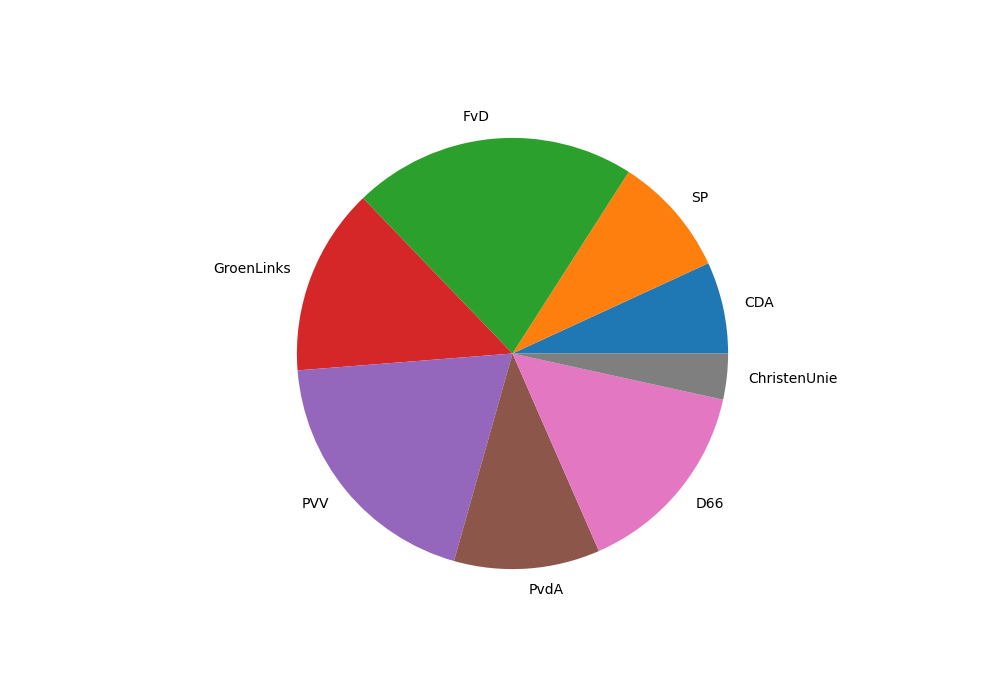 FvD
SP
GroenLinks
CDA
ChristenUnie
PVV
D66
PvdA